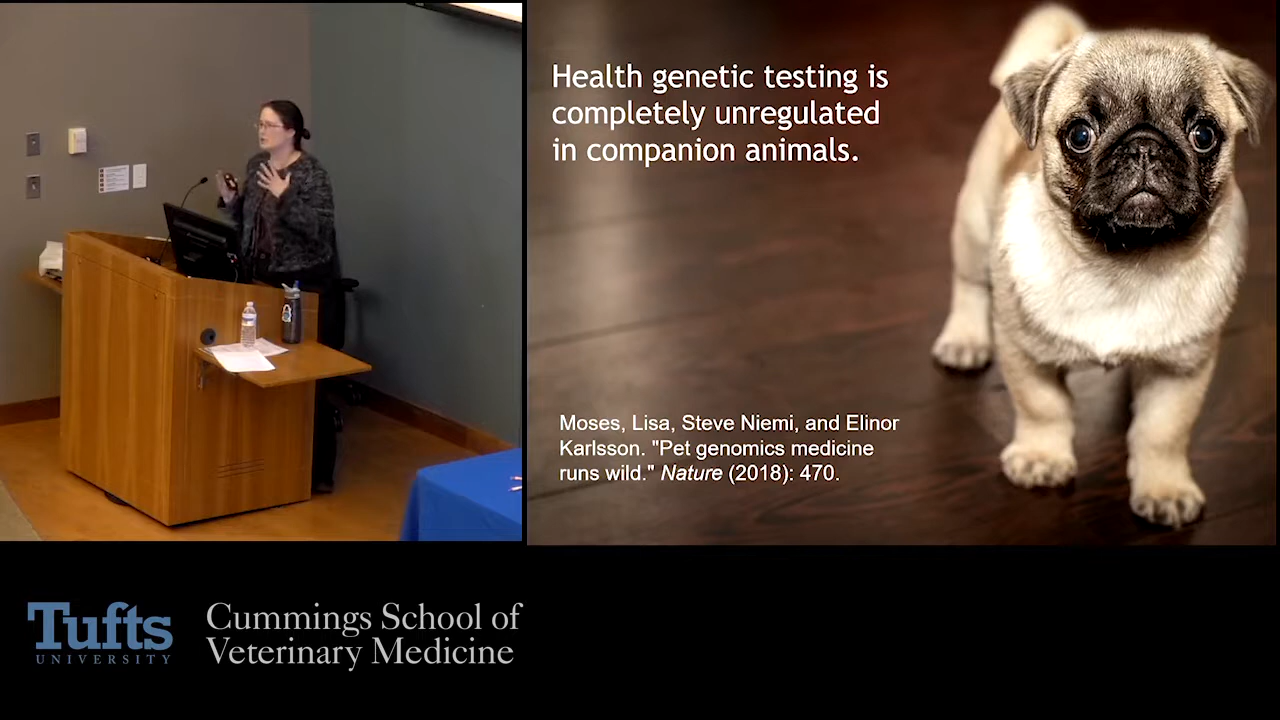 Health genetic testing is
completely unregulated
in companion animals.
Moses, Lisa, Steve Niemi, and Elinor
Karlsson. "Pet genomics medicine
runs wild." Nature (2018): 470.
Tufts
UNIVERSITY
Cummings School of
Veterinary Medicine